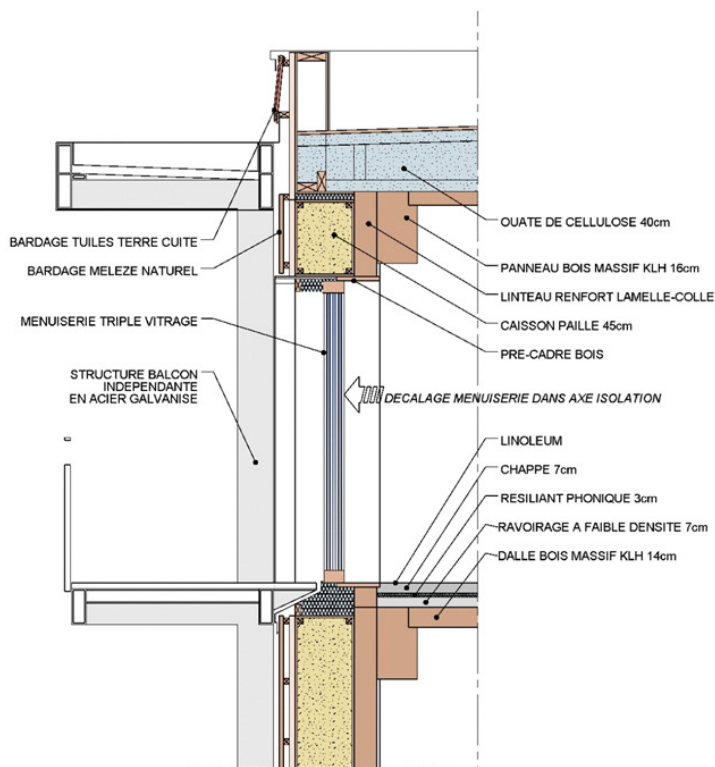 BARDAGE TUILES TERRE CUITE
BARDAGE MELEZE NATUREL
MENUISERIE TRIPLE VITRAGE
STRUCTURE BALCON
INDEPENDANTE
EN ACIER GALVANISE
OUATE DE CELLULOSE 40cm
PANNEAU BOIS MASSIF KLH 16cm
LINTEAU RENFORT LAMELLE-COLLE
CAISSON PAILLE 45cm
PRE-CADRE BOIS
DECALAGE MENUISERIE DANS AXE ISOLATION
LINOLEUM
CHAPPE 7cm
RESILIANT PHONIQUE 3cm
RAVOIRAGE A FAIBLE DENSITE 7cm
DALLE BOIS MASSIF KLH 14cm